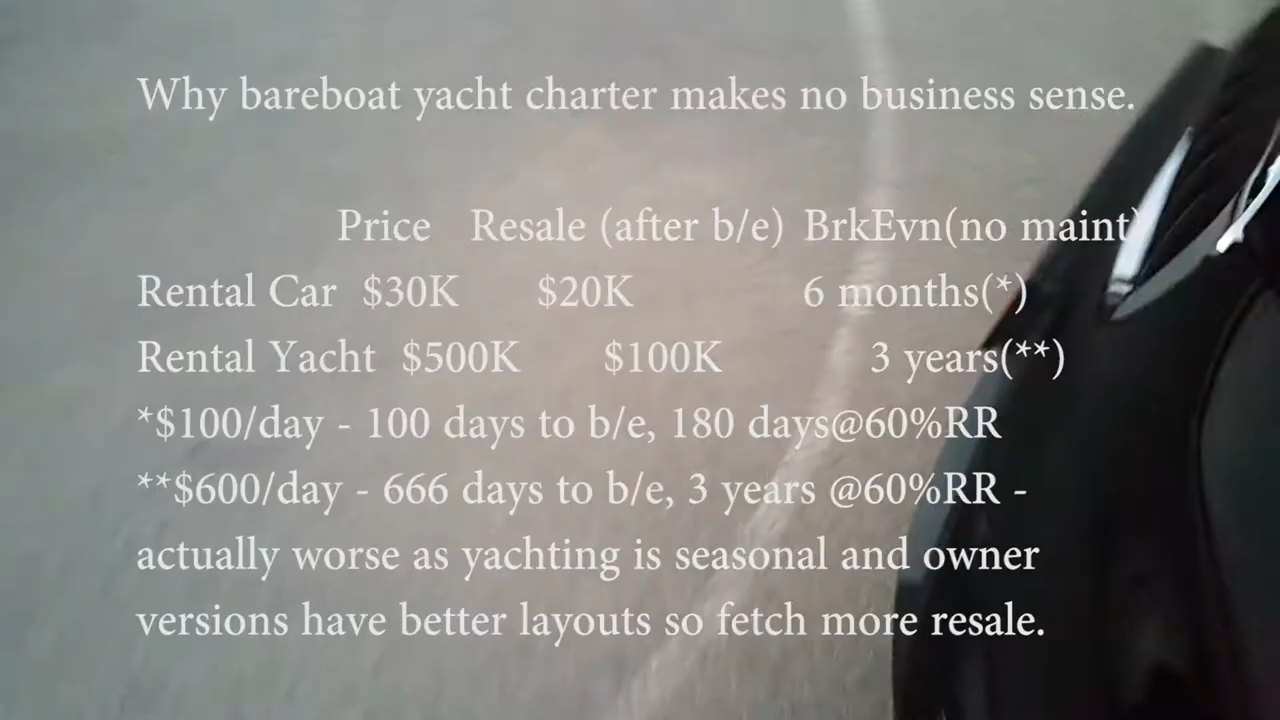 Why bareboat yacht charter makes no business sense.
Price Resale (after b/e) BrkEvn(no maint)
Rental Car $30K $20K 6 months(*)
Rental Yacht $500K $100K 3 years(**)
*$100/day - 100 days to b/e, 180 days@60%RR
**$600/day - 666 days to b/e, 3 years @60%RR -
actually worse as yachting is seasonal and owner
versions have better layouts so fetch more resale.